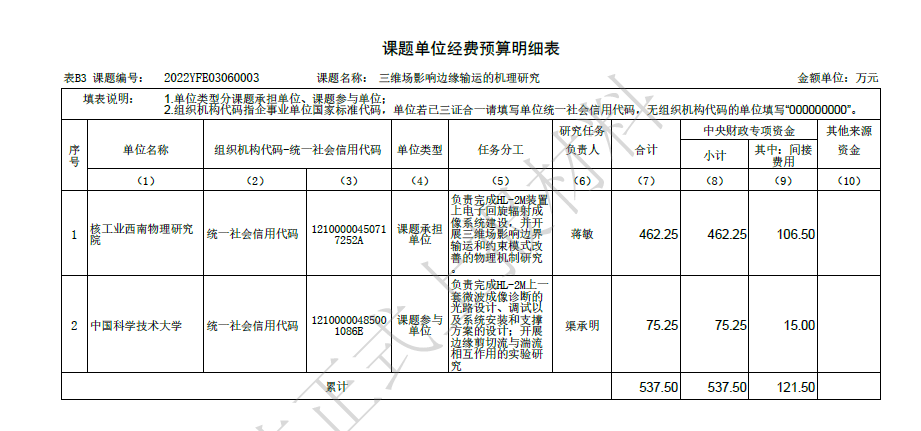 课题单位经费预算明细表
表B3 课题编号： 2022YFE03060003 课题名称： 三维场影响边缘输运的机理研究 金额单位：万元
填表说明： 1.单位类型分课题承担单位、课题参与单位；
2.组织机构代码指企事业单位国家标准代码，单位若已三证合一请填写单位统一社会信用代码，无组织机构代码的单位填写“000000000”。
序号 单位名称 组织机构代码-统一社会信用代码 单位类型 任务分工 研究任务负责人 合计 中央财政专项资金 其他来源资金
小计 其中：间接费用
（1） （2） （3） （4） （5） （6） （7） （8） （9） （10）
1
核工业西南物理研究
院
统一社会信用代码
1210000045071
7252A
课题承担
单位
负责完成HL-2M装置
上电子回旋辐射成
像系统建设，并开
展三维场影响边界
输运和约束模式改
善的物理机制研究
。
蒋敏
462.25
462.25
106.50
2
中国科学技术大学
统一社会信用代码
1210000048500
1086E
课题参与
单位
负责完成HL-2M上一
套微波成像诊断的
光路设计、调试以
及系统安装和支撑
方案的设计；开展
边缘剪切流与湍流
相互作用的实验研
究
渠承明
75.25
75.25
15.00
累计 537.50 537.50 121.50